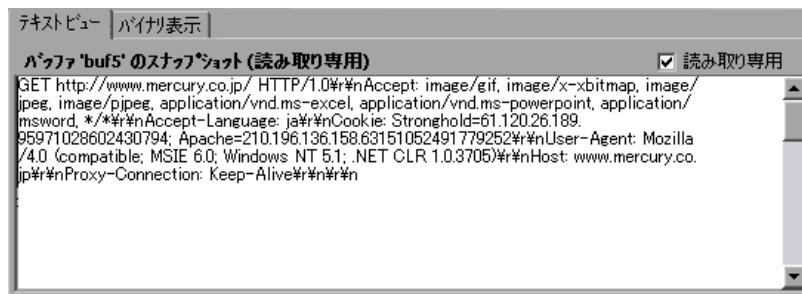 テキストビュー バイナリ表示
バッファ 'buf5' のスナップショット (読み取り専用) 読み取り専用
GET http://www.mercury.co.jp/ HTTP/1.0¥r¥nAccept: image/gif, image/x-xbitmap, image/
jpeg, image/pjpeg, application/vnd.ms-excel, application/vnd.ms-powerpoint, application/
msword, */*¥r¥nAccept-Language: ja¥r¥nCookie: Stronghold=61.120.26.189.
95971028602430794; Apache=210.196.136.158.63151052491779252¥r¥nUser-Agent: Mozilla
/4.0 (compatible; MSIE 6.0; Windows NT 5.1; .NET CLR 1.0.3705)¥r¥nHost: www.mercury.co.
jp¥r¥nProxy-Connection: Keep-Alive¥r¥n¥r¥n
: